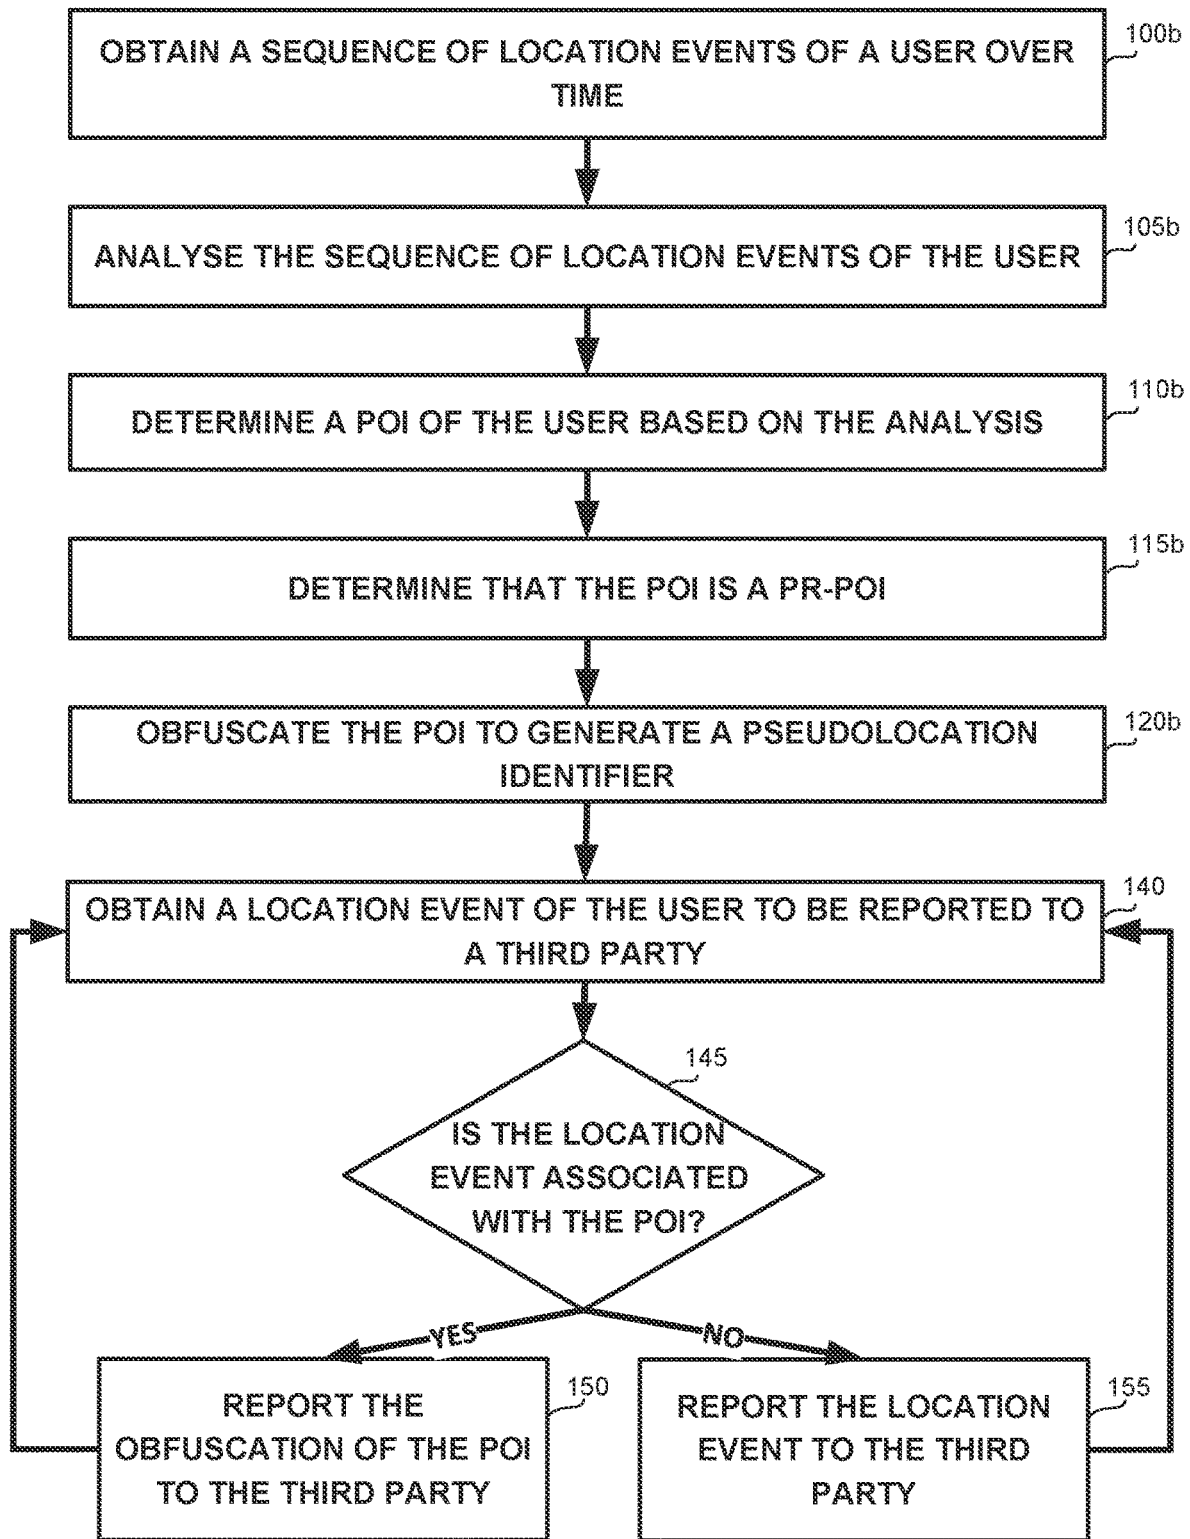 OBTAIN A SEQUENCE OF LOCATION EVENTS OF A USER OVER
TIME
100b
ANALYSE THE SEQUENCE OF LOCATION EVENTS OF THE USER
105b
DETERMINE A POI OF THE USER BASED ON THE ANALYSIS
110b
DETERMINE THAT THE POI IS A PR-POI
115b
OBFUSCATE THE POI TO GENERATE A PSEUDOLOCATION
IDENTIFIER
120b
OBTAIN A LOCATION EVENT OF THE USER TO BE REPORTED TO
A THIRD PARTY
140
145
IS THE LOCATION
EVENT ASSOCIATED
WITH THE POI?
YES
NO
REPORT THE
OBFUSCATION OF THE POI
TO THE THIRD PARTY
150
REPORT THE LOCATION
EVENT TO THE THIRD
PARTY
155